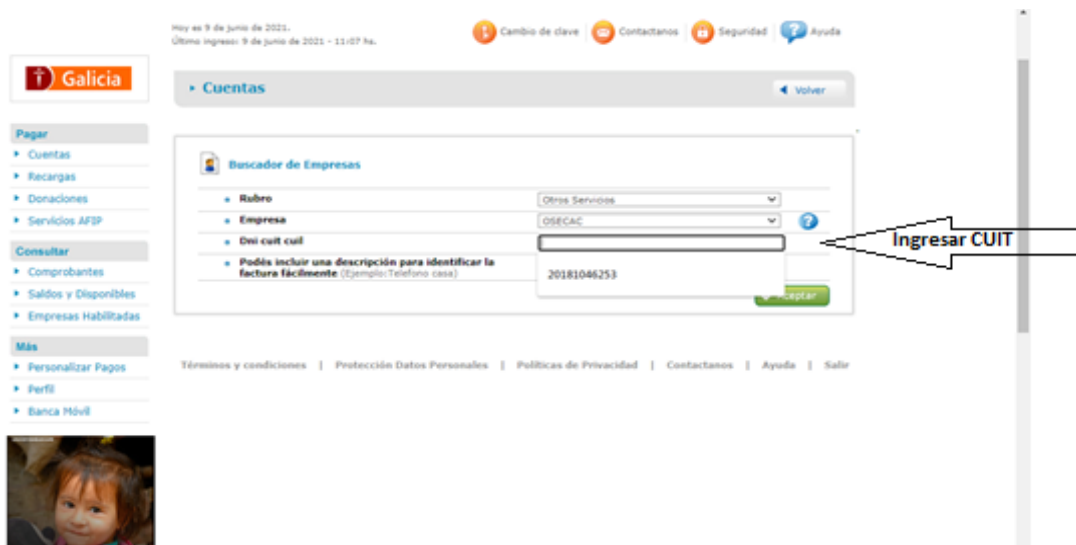 Hoy es 9 de junio de 2021.
Último ingreso: 9 de junio de 2021 - 11:07 hs.
Cambio de clave
Contactanos
Seguridad
Ayuda
Galicia
Cuentas
Volver
Pagar
Cuentas
Recargas
Donaciones
Servicios AFIP
Consultar
Comprobantes
Saldos y Disponibles
Empresas Habilitadas
Más
Personalizar Pagos
Perfil
Banca Móvil
Buscador de Empresas
Rubro
Otros Servicios
Empresa
OSECAC
Dni cuit cuil
Podés incluir una descripción para identificar la
factura fácilmente (Ejemplo:Telefono casa)
20181046253
Aceptar
Ingresar CUIT
Términos y condiciones | Protección Datos Personales | Políticas de Privacidad | Contactanos | Ayuda | Salir